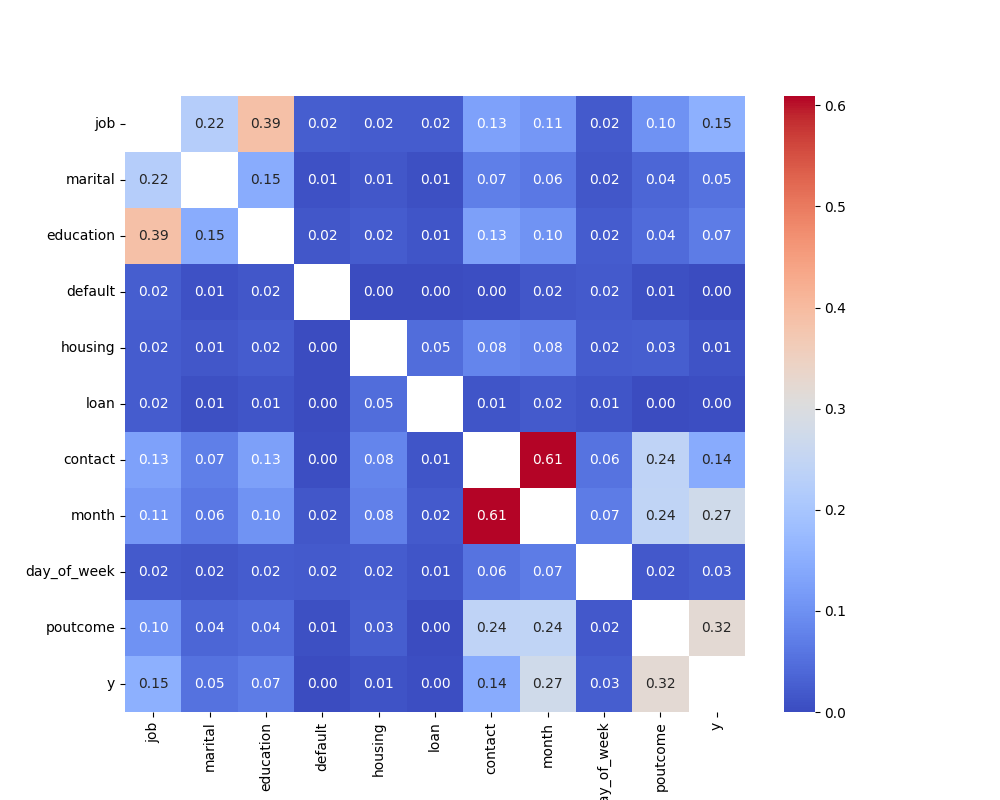 job 0.22 0.39 0.02 0.02 0.02 0.13 0.11 0.02 0.10 0.15
marital 0.22 0.15 0.01 0.01 0.01 0.07 0.06 0.02 0.04 0.05
education 0.39 0.15 0.02 0.02 0.01 0.13 0.10 0.02 0.04 0.07
default 0.02 0.01 0.02 0.00 0.00 0.00 0.02 0.02 0.01 0.00
housing 0.02 0.01 0.02 0.00 0.05 0.08 0.08 0.02 0.03 0.01
loan 0.02 0.01 0.01 0.00 0.05 0.01 0.02 0.01 0.00 0.00
contact 0.13 0.07 0.13 0.00 0.08 0.01 0.61 0.06 0.24 0.14
month 0.11 0.06 0.10 0.02 0.08 0.02 0.61 0.07 0.24 0.27
day_of_week 0.02 0.02 0.02 0.02 0.02 0.01 0.06 0.07 0.02 0.03
poutcome 0.10 0.04 0.04 0.01 0.03 0.00 0.24 0.24 0.02 0.32
y 0.15 0.05 0.07 0.00 0.01 0.00 0.14 0.27 0.03 0.32
job marital education default housing loan contact month ay_of_week poutcome y
0.6
0.5
0.4
0.3
0.2
0.1
0.0